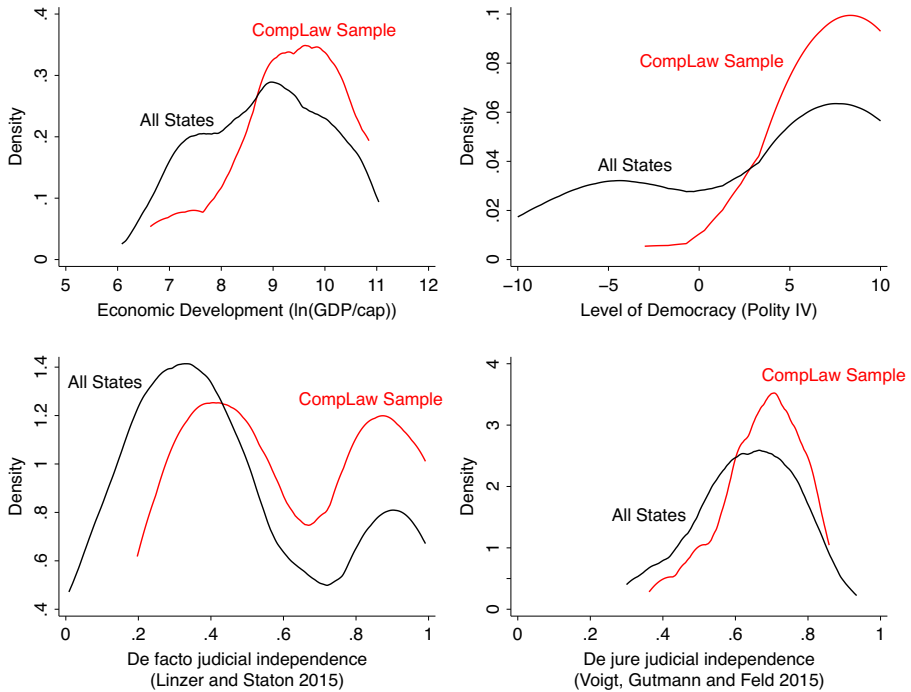 .4
.3
.2
.1
0
Density
CompLaw Sample
All States
5 6 7 8 9 10 11 12
Economic Development (ln(GDP/cap))
.1
.08
.06
.04
.02
0
Density
CompLaw Sample
All States
−10 −5 0 5 10
Level of Democracy (Polity IV)
1.4
1.2
1
.8
.6
.4
Density
All States
CompLaw Sample
0 .2 .4 .6 .8 1
De facto judicial independence
(Linzer and Staton 2015)
4
3
2
1
0
Density
CompLaw Sample
All States
0 .2 .4 .6 .8 1
De jure judicial independence
(Voigt, Gutmann and Feld 2015)